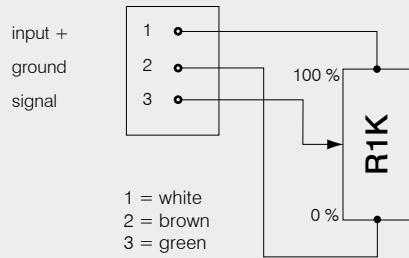 input + 1
ground 2
signal 3
100 %
R1K
0 %
1 = white
2 = brown
3 = green